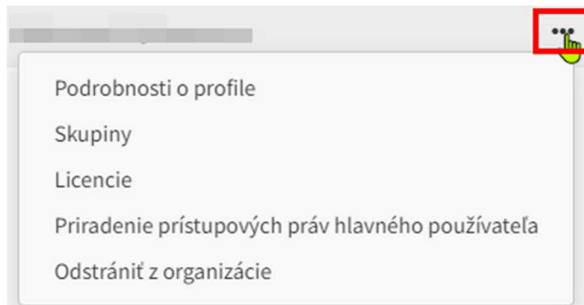 Podrobnosti o profile
Skupiny
Licencie
Priradenie prístupových práv hlavného používateľa
Odstrániť z organizácie